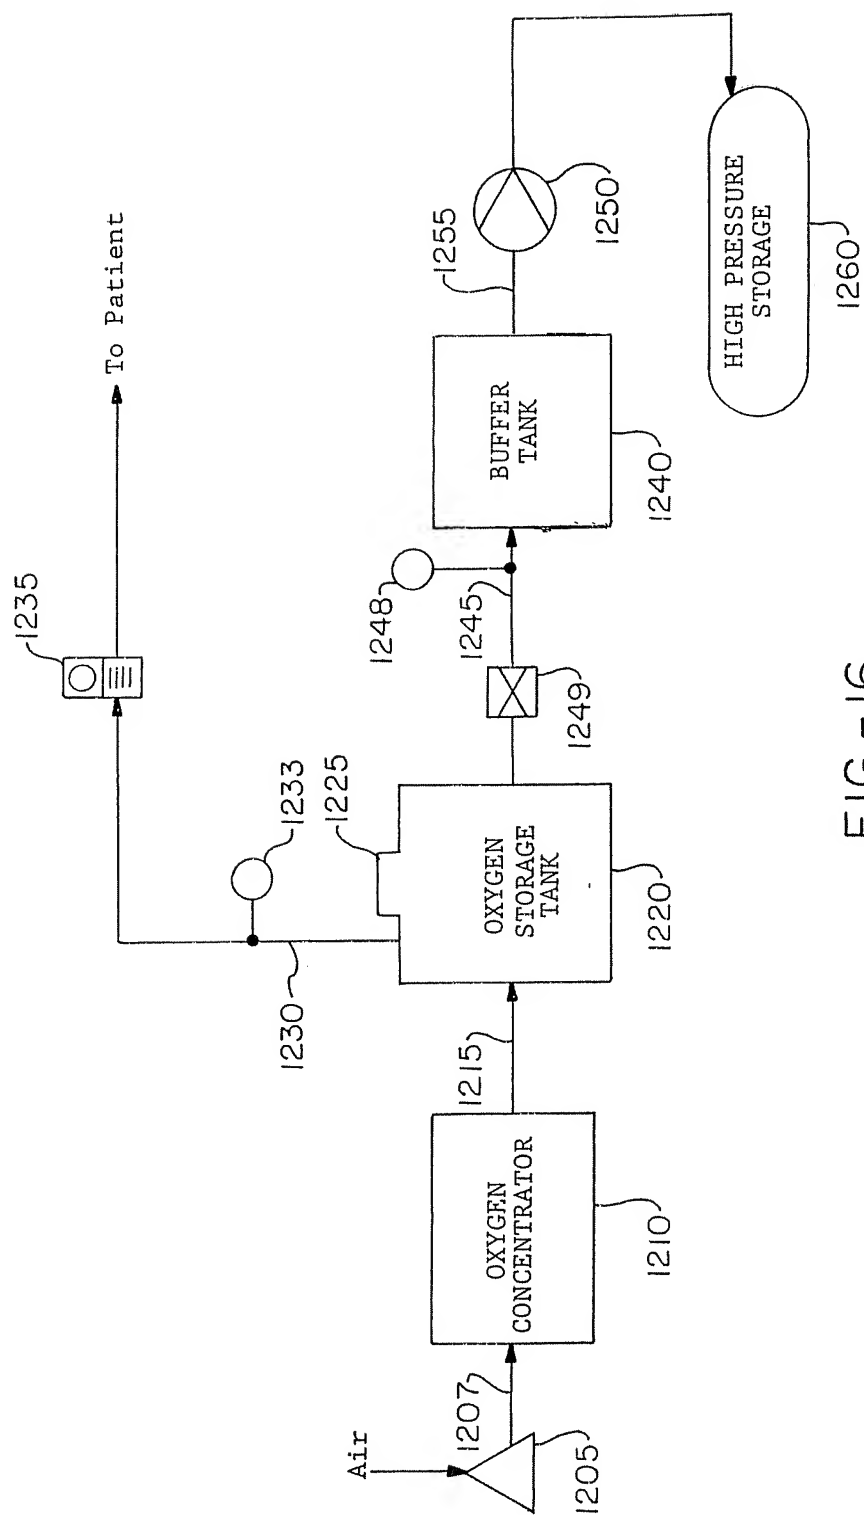 Air
1205
1207
OXYGEN
CONCENTRATOR
1210
1215
OXYGEN
STORAGE
TANK
1220
1225
1230
1233
1235
To Patient
1249
1245
1248
BUFFER
TANK
1240
1255
1250
HIGH PRESSURE
STORAGE
1260
FIG-16